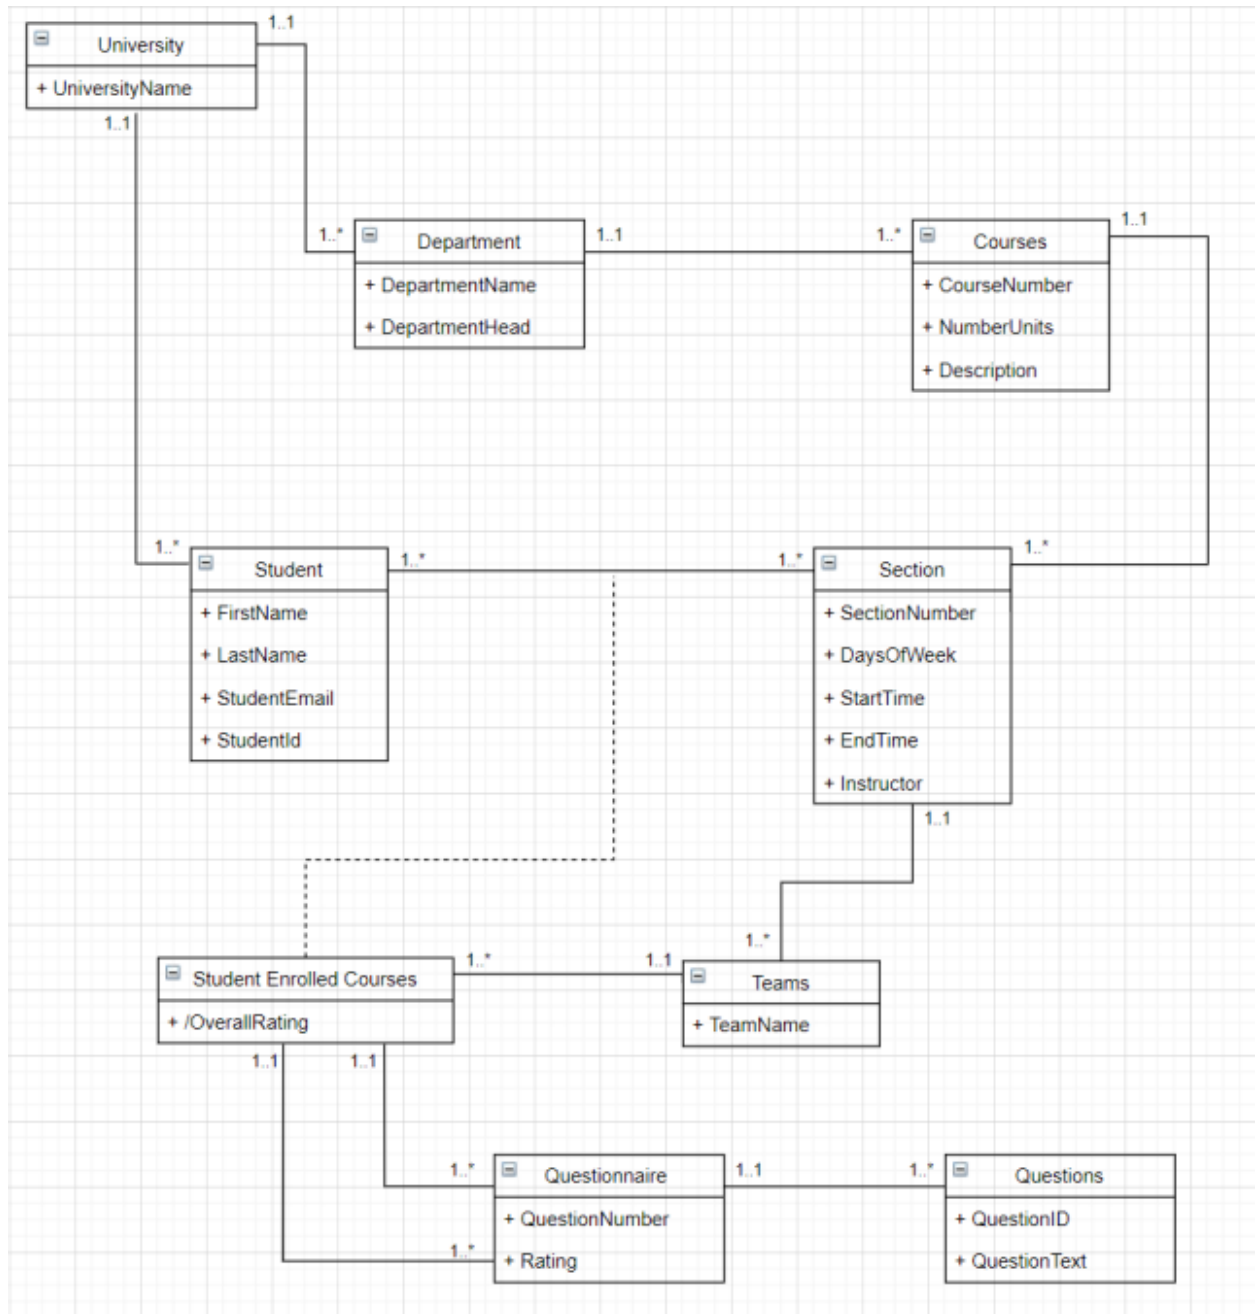 University
1..1
+ UniversityName
1..1
1..*
Department
1..1
1..*
Courses
1..1
+ DepartmentName
+ DepartmentHead
+ CourseNumber
+ NumberUnits
+ Description
1..*
Student
1..*
1..*
Section
1..*
+ FirstName
+ LastName
+ StudentEmail
+ StudentId
+ SectionNumber
+ DaysOfWeek
+ StartTime
+ EndTime
+ Instructor
1..1
1..*
Student Enrolled Courses
1..*
1..1
Teams
+ /OverallRating
+ TeamName
1..1
1..1
1..*
Questionnaire
1..1
1..*
Questions
+ QuestionNumber
1..*
+ Rating
+ QuestionID
+ QuestionText